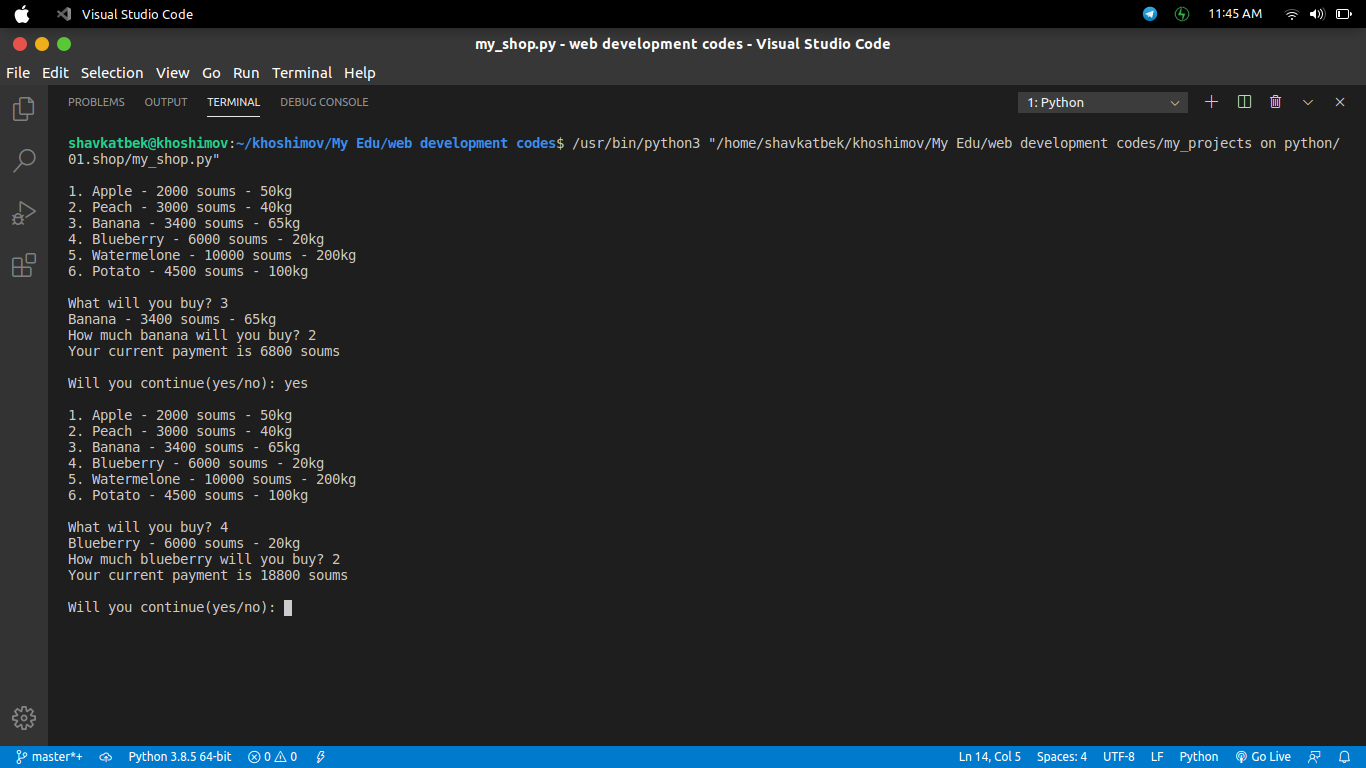 Visual Studio Code
11:45 AM
my_shop.py - web development codes - Visual Studio Code
File Edit Selection View Go Run Terminal Help
PROBLEMS OUTPUT TERMINAL DEBUG CONSOLE
1: Python
shavkatbek@khoshimov:~/khoshimov/My Edu/web development codes$ /usr/bin/python3 "/home/shavkatbek/khoshimov/My Edu/web development codes/my_projects on python/
01.shop/my_shop.py"
1. Apple - 2000 soums - 50kg
2. Peach - 3000 soums - 40kg
3. Banana - 3400 soums - 65kg
4. Blueberry - 6000 soums - 20kg
5. Watermelone - 10000 soums - 200kg
6. Potato - 4500 soums - 100kg
What will you buy? 3
Banana - 3400 soums - 65kg
How much banana will you buy? 2
Your current payment is 6800 soums
Will you continue(yes/no): yes
1. Apple - 2000 soums - 50kg
2. Peach - 3000 soums - 40kg
3. Banana - 3400 soums - 65kg
4. Blueberry - 6000 soums - 20kg
5. Watermelone - 10000 soums - 200kg
6. Potato - 4500 soums - 100kg
What will you buy? 4
Blueberry - 6000 soums - 20kg
How much blueberry will you buy? 2
Your current payment is 18800 soums
Will you continue(yes/no):
master*+ Python 3.8.5 64-bit 0 0 Ln 14, Col 5 Spaces: 4 UTF-8 LF Python Go Live